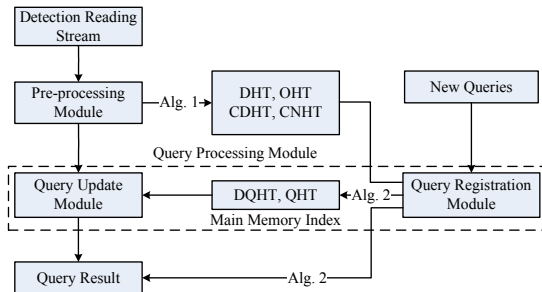 Detection Reading
Stream
Pre-processing
Module
Alg. 1
DHT, OHT
CDHT, CNHT
New Queries
Query Processing Module
Query Update
Module
DQHT, QHT
Alg. 2
Query Registration
Module
Main Memory Index
Query Result
Alg. 2